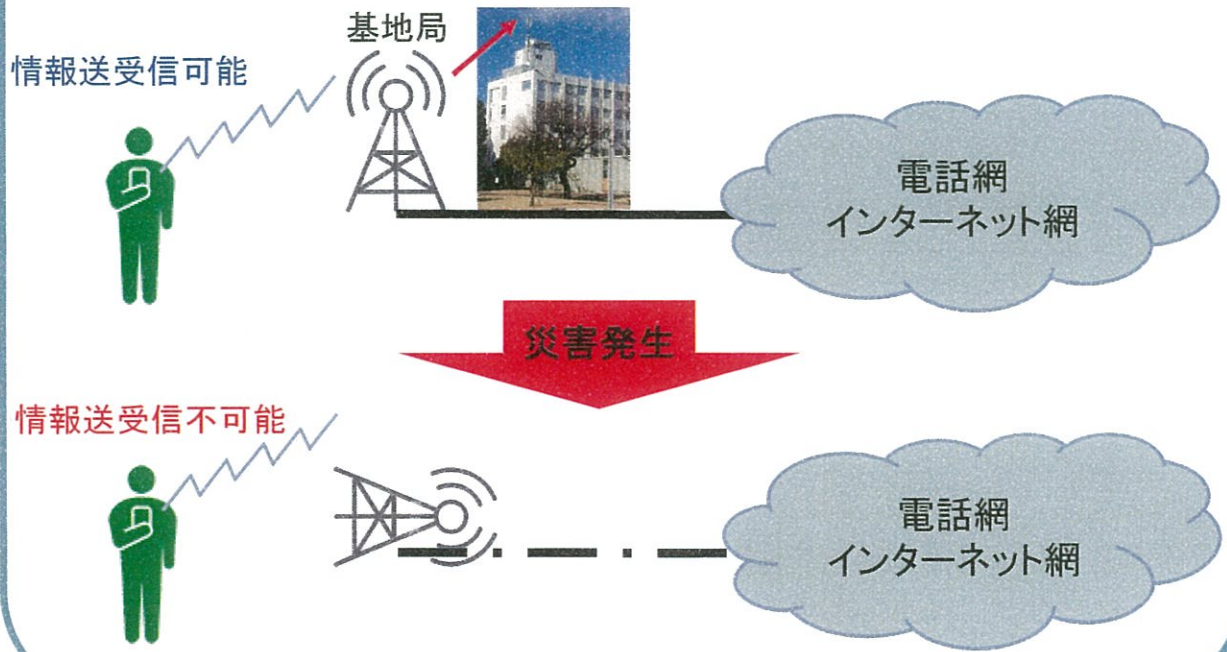 基地局
情報送受信可能
電話網
インターネット網
災害発生
情報送受信不可能
電話網
インターネット網